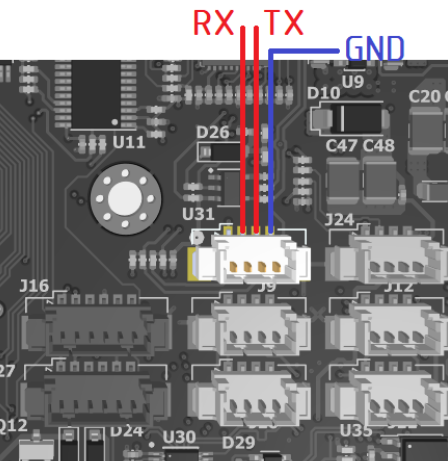 RX TX
GND
U9
D10
C20
U11
D26
C47 C48
U31
J24
J16
J9
J12
27
Q12
D24
U30
D29
U35